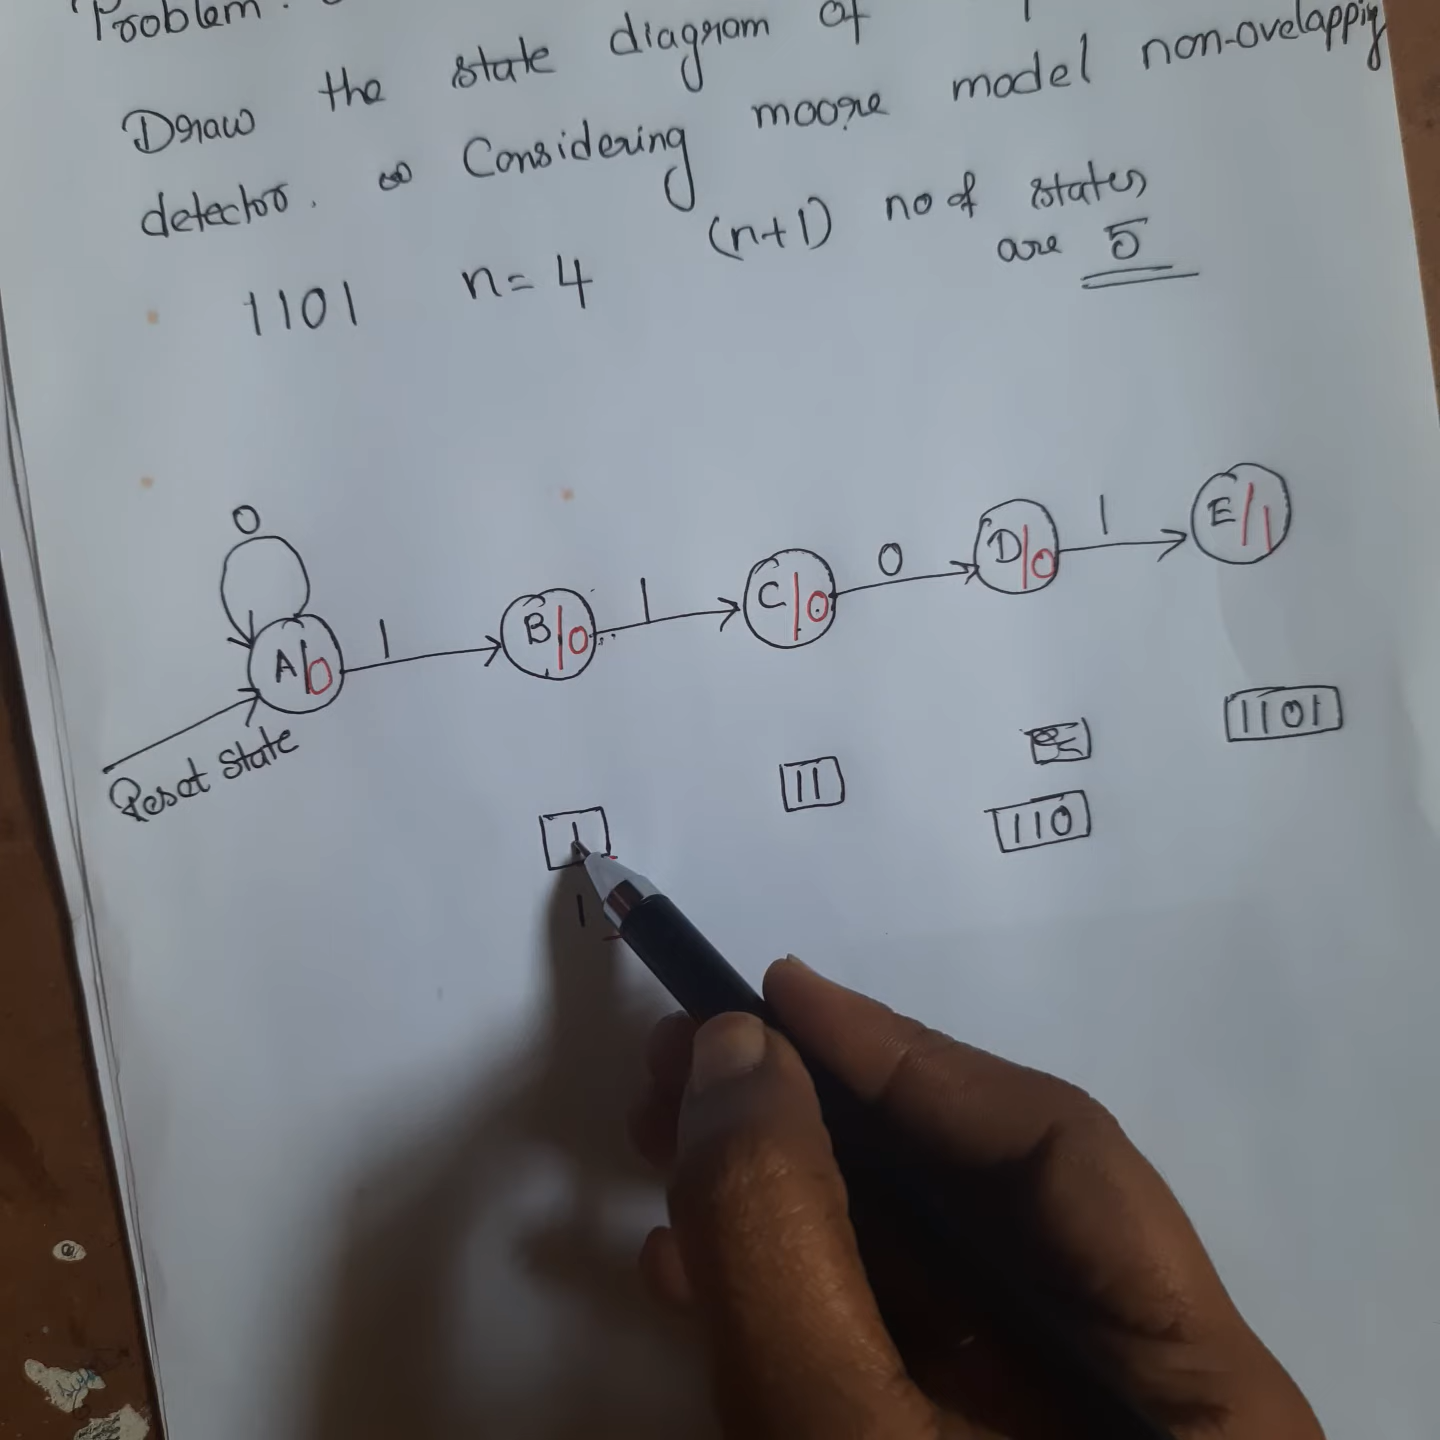 Problem:
Draw the state diagram of
detector. Considering moore model non-ovelapping
1101 n=4 (n+1) no of states
are 5
0
A/0 1 B/0 1 C/0 0 D/0 1 E/1
Reset State
1 11 110 1101
1